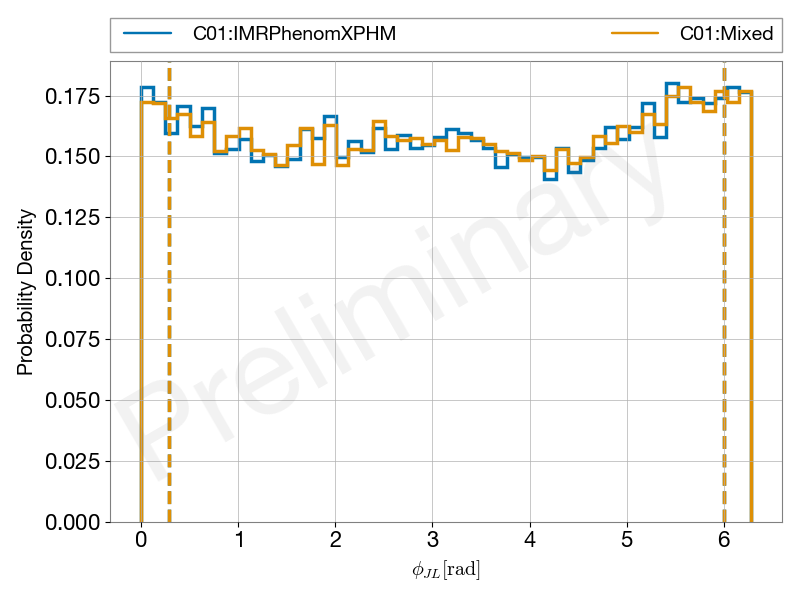 C01:IMRPhenomXPHM C01:Mixed
Probability Density
0.175
0.150
0.125
0.100
0.075
0.050
0.025
0.000
Preliminary
0 1 2 3 4 5 6
ϕ_JL[rad]